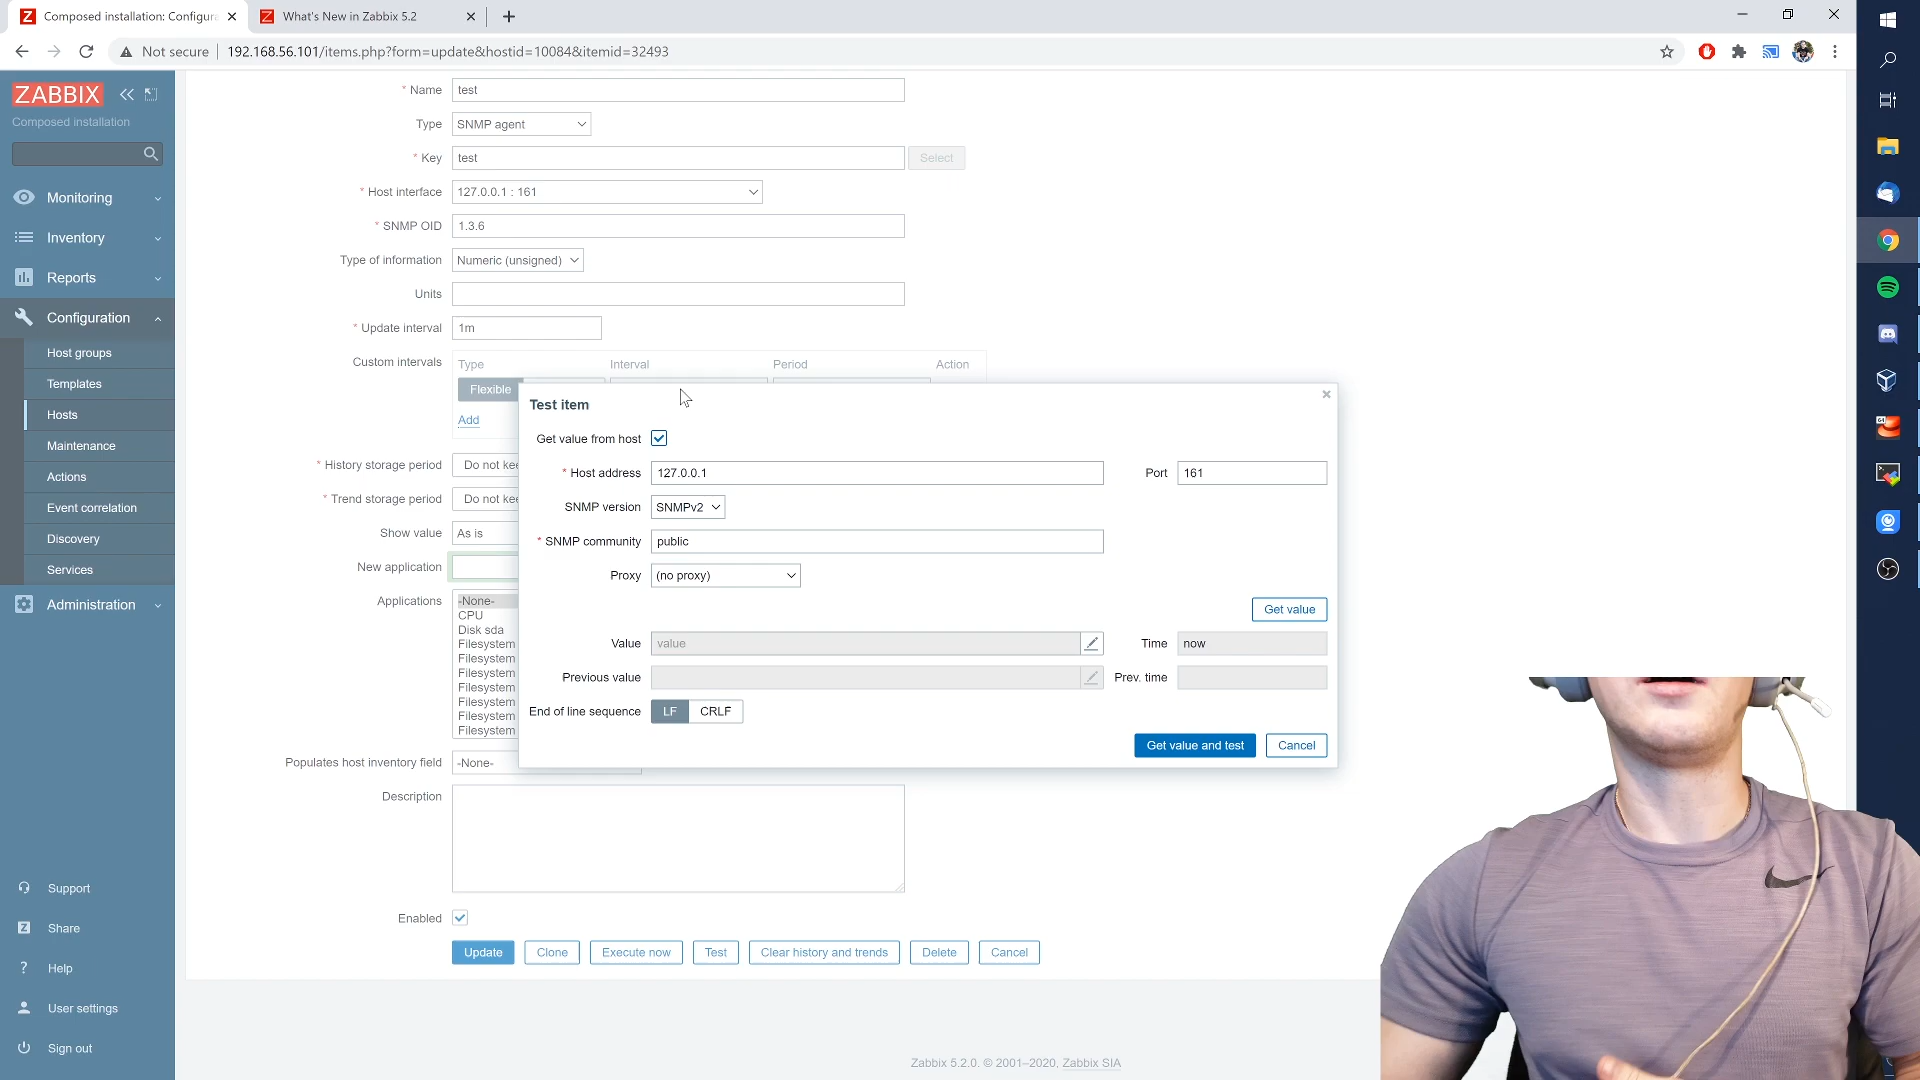 Composed installation: Configura
What's New in Zabbix 5.2
Not secure
192.168.56.101/items.php?form=update&hostid=10084&itemid=32493
ZABBIX
Composed installation
Monitoring
Inventory
Reports
Configuration
Host groups
Templates
Hosts
Maintenance
Actions
Event correlation
Discovery
Services
Administration
Support
Share
Help
User settings
Sign out
* Name test
Type SNMP agent
* Key test Select
* Host interface 127.0.0.1 : 161
* SNMP OID 1.3.6
Type of information Numeric (unsigned)
Units
* Update interval 1m
Custom intervals Type Interval Period Action
Flexible
Add
* History storage period Do not kee
* Trend storage period Do not kee
Show value As is
New application
Applications -None-
CPU
Disk sda
Filesystem
Filesystem
Filesystem
Filesystem
Filesystem
Filesystem
Filesystem
Populates host inventory field -None-
Description
Enabled
Update Clone Execute now Test Clear history and trends Delete Cancel
Test item
Get value from host
* Host address 127.0.0.1 Port 161
SNMP version SNMPv2
* SNMP community public
Proxy (no proxy)
Get value
Value value Time now
Previous value Prev. time
End of line sequence LF CRLF
Get value and test Cancel
Zabbix 5.2.0. © 2001–2020, Zabbix SIA